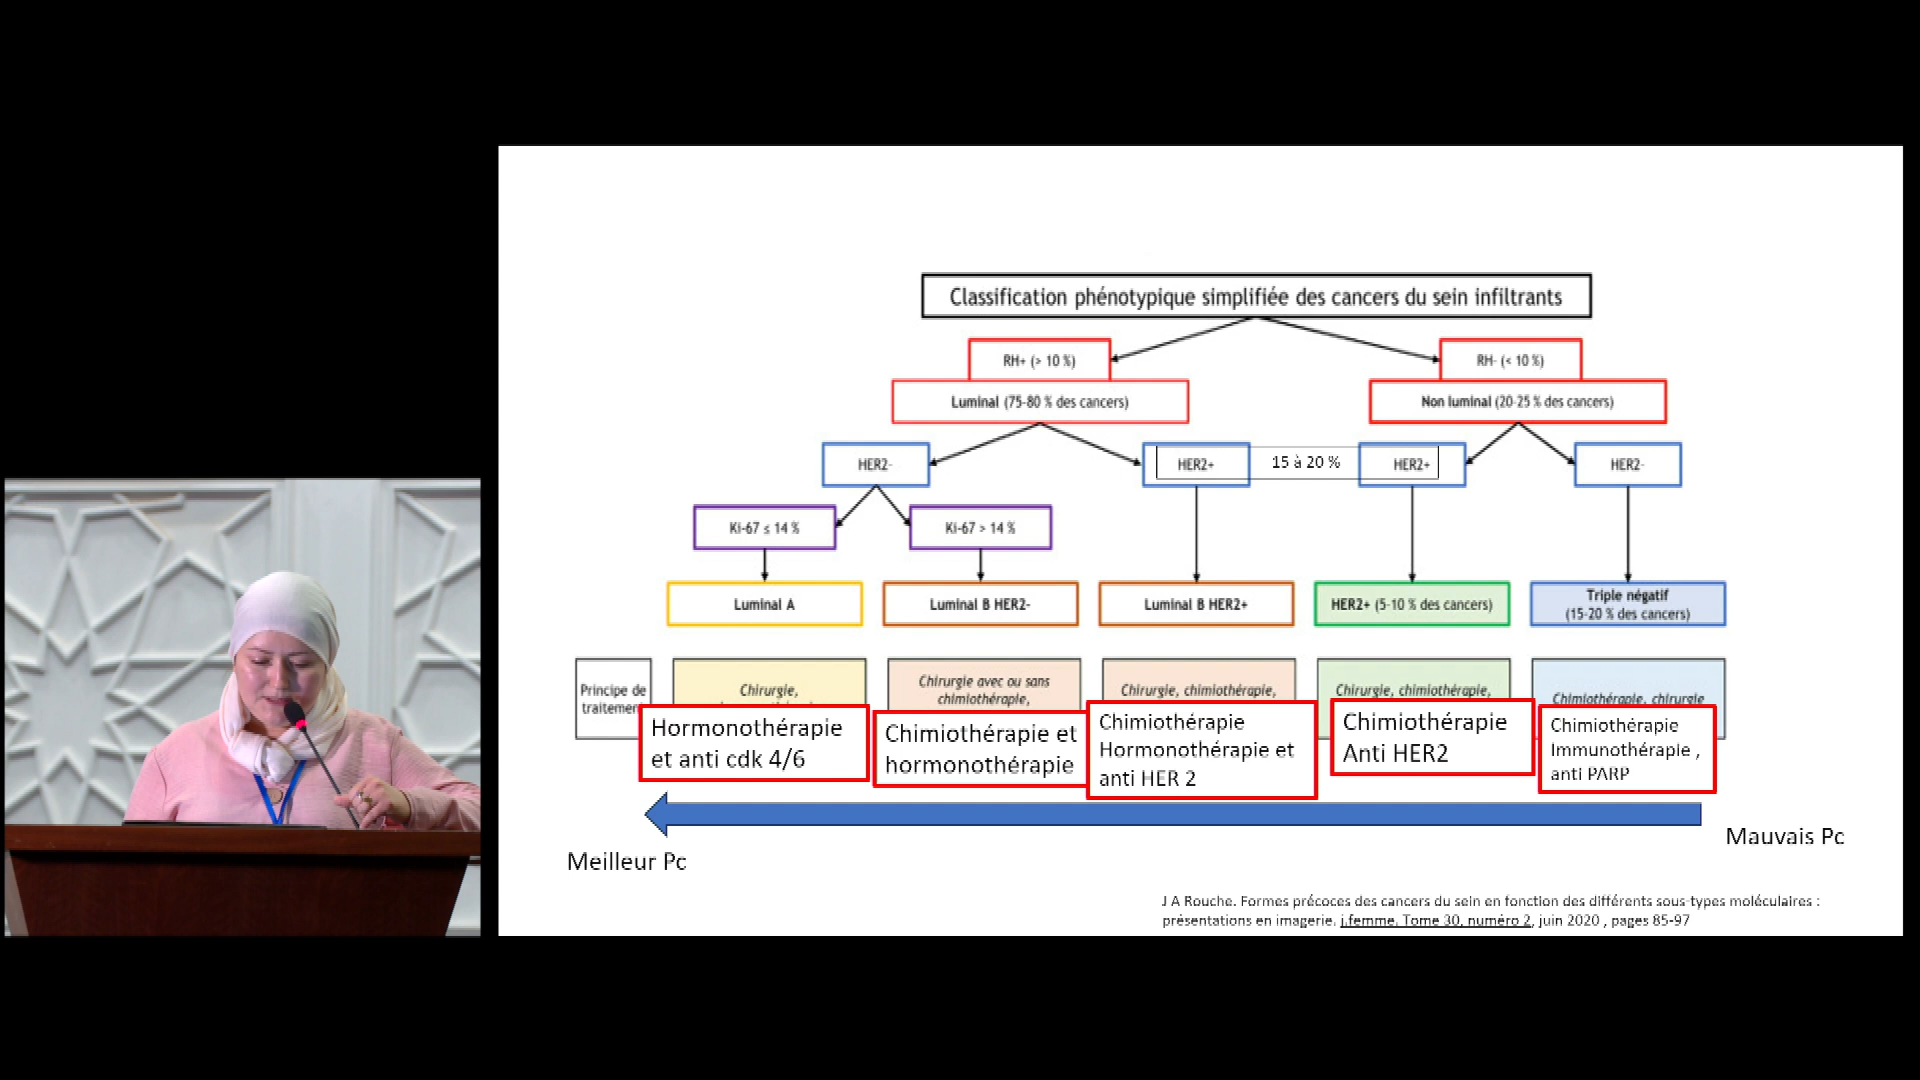 Classification phénotypique simplifiée des cancers du sein infiltrants
RH+ (> 10 %)
RH- (< 10 %)
Luminal (75-80 % des cancers)
Non luminal (20-25 % des cancers)
HER2-
HER2+
15 à 20 %
HER2+
HER2-
Ki-67 ≤ 14 %
Ki-67 > 14 %
Luminal A
Luminal B HER2-
Luminal B HER2+
HER2+ (5-10 % des cancers)
Triple négatif
(15-20 % des cancers)
Principe de
traitement
Chirurgie,
Chirurgie avec ou sans
chimiothérapie,
Chirurgie, chimiothérapie,
Chirurgie, chimiothérapie,
Chimiothérapie, chirurgie
Hormonothérapie
et anti cdk 4/6
Chimiothérapie et
hormonothérapie
Chimiothérapie
Hormonothérapie et
anti HER 2
Chimiothérapie
Anti HER2
Chimiothérapie
Immunothérapie ,
anti PARP
Meilleur Pc
Mauvais Pc
J A Rouche. Formes précoces des cancers du sein en fonction des différents sous-types moléculaires :
présentations en imagerie. j.femme. Tome 30, numéro 2, juin 2020 , pages 85-97